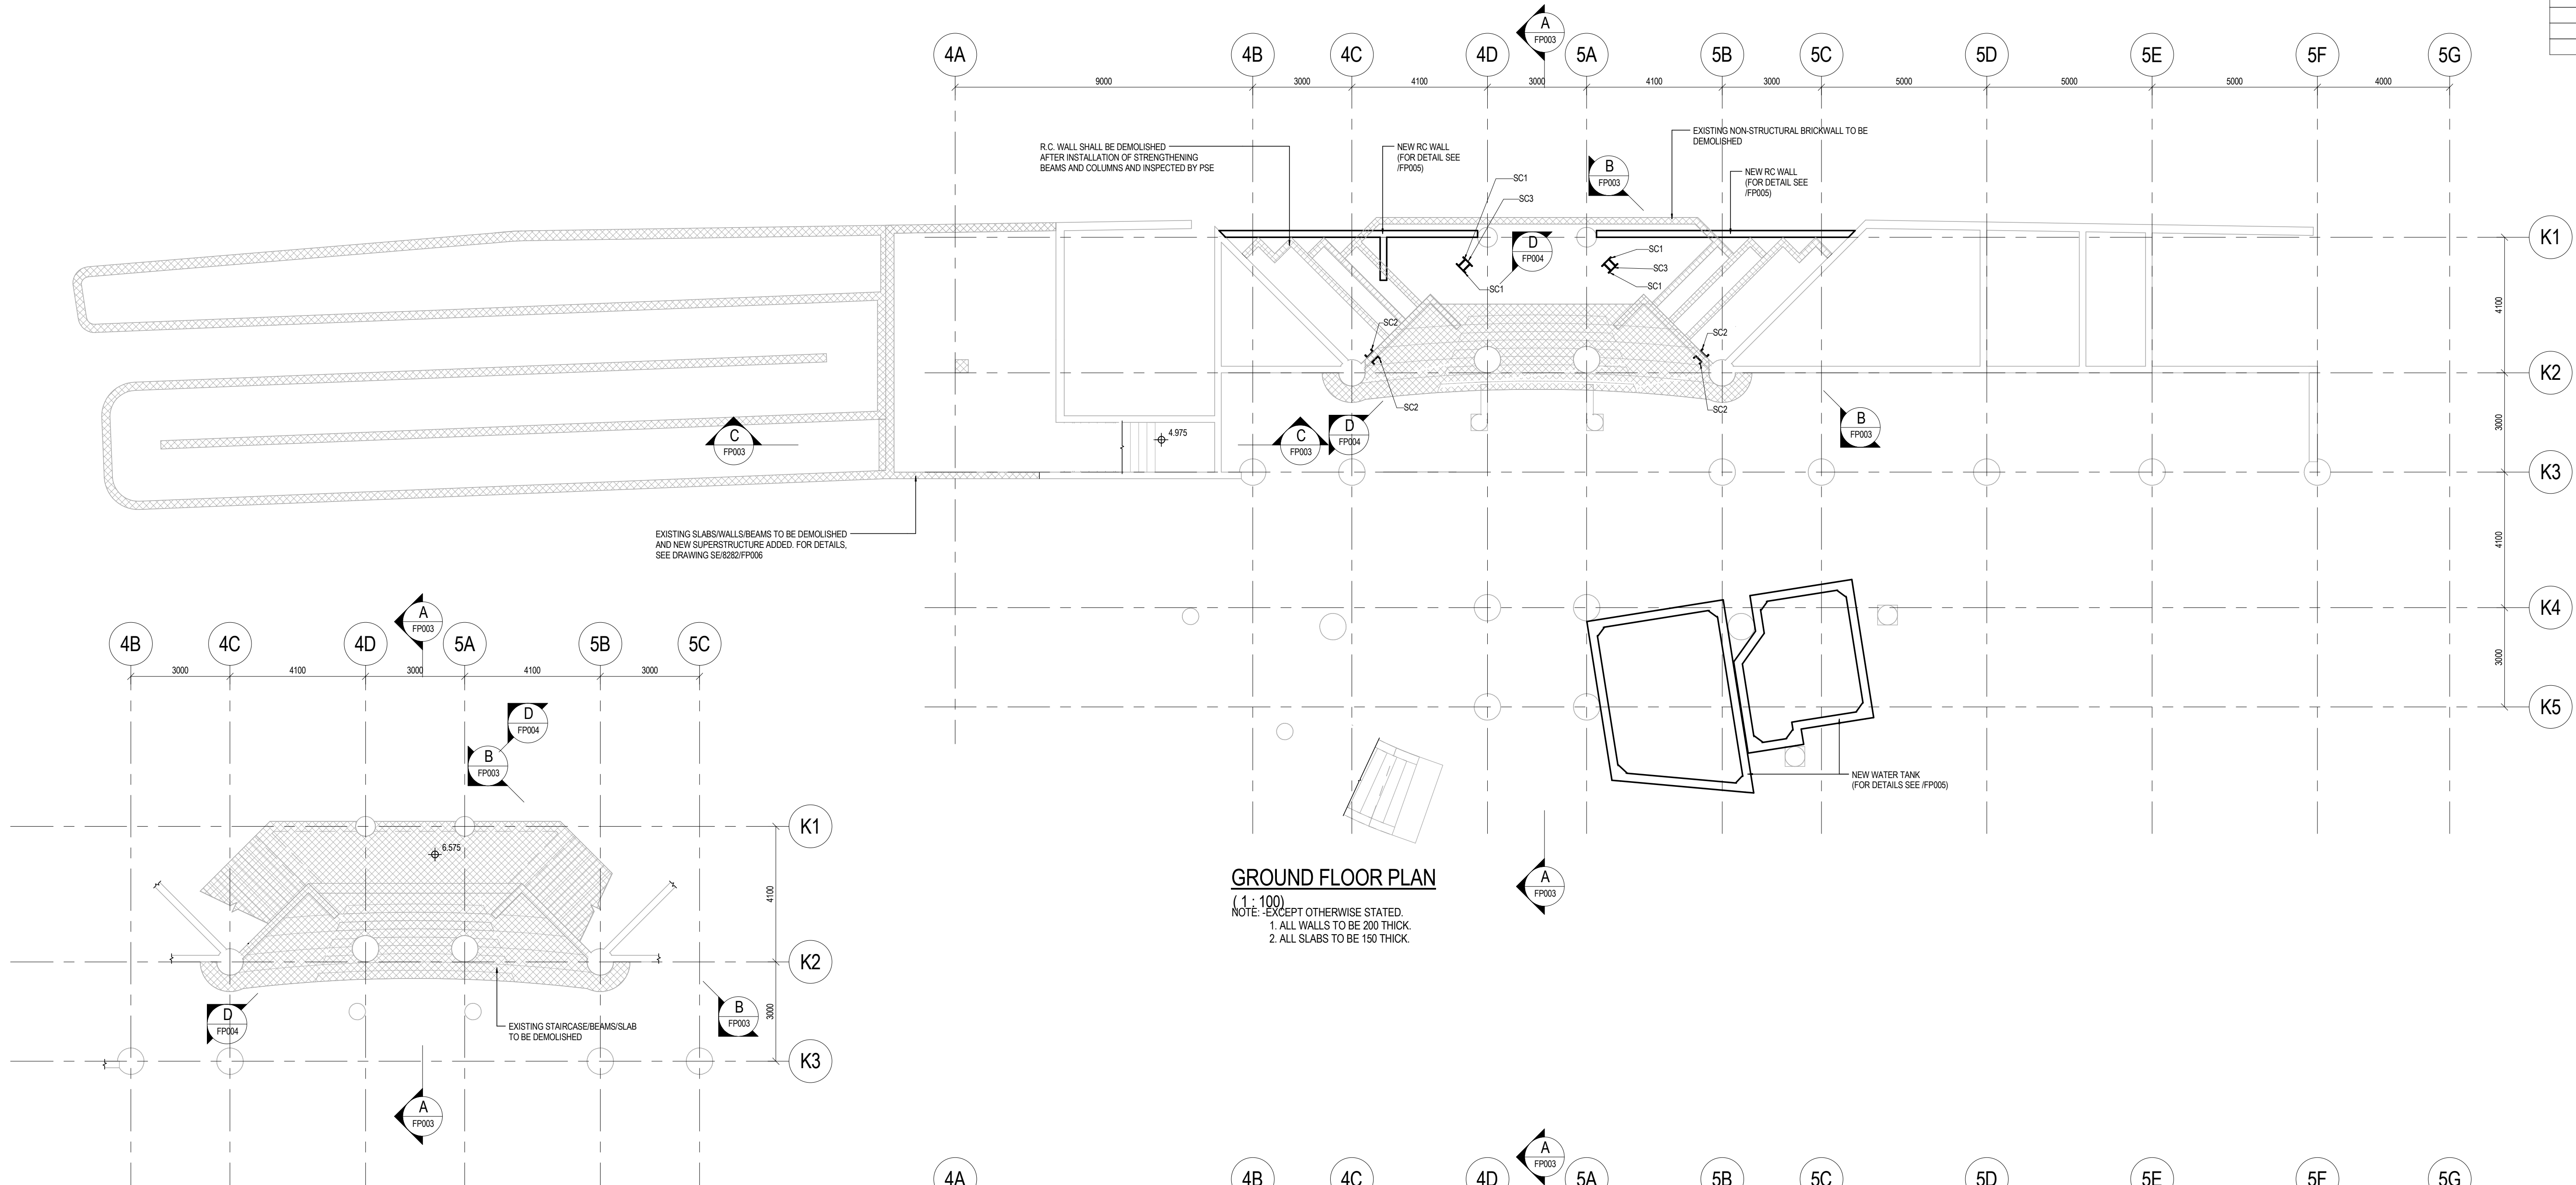 A
FP003
4A
4B
4C
4D
5A
5B
5C
5D
5E
5F
5G
9000
3000
4100
3000
4100
3000
5000
5000
5000
4000
R.C. WALL SHALL BE DEMOLISHED
AFTER INSTALLATION OF STRENGTHENING
BEAMS AND COLUMNS AND INSPECTED BY PSE
NEW RC WALL
(FOR DETAIL SEE
/FP005)
EXISTING NON-STRUCTURAL BRICKWALL TO BE
DEMOLISHED
B
FP003
NEW RC WALL
(FOR DETAIL SEE
/FP005)
SC1
SC3
D
FP004
SC1
SC1
SC3
SC1
K1
4100
SC2
SC2
SC2
SC2
K2
C
FP003
4.975
C
FP003
D
FP004
B
FP003
3000
K3
EXISTING SLABS/WALLS/BEAMS TO BE DEMOLISHED
AND NEW SUPERSTRUCTURE ADDED. FOR DETAILS,
SEE DRAWING SE/8282/FP006
4100
K4
3000
K5
NEW WATER TANK
(FOR DETAILS SEE /FP005)
GROUND FLOOR PLAN
( 1 : 100)
NOTE: -EXCEPT OTHERWISE STATED.
1. ALL WALLS TO BE 200 THICK.
2. ALL SLABS TO BE 150 THICK.
A
FP003
A
FP003
4B
4C
4D
5A
5B
5C
3000
4100
3000
4100
3000
D
FP004
B
FP003
K1
6.575
4100
K2
D
FP004
B
FP003
3000
EXISTING STAIRCASE/BEAMS/SLAB
TO BE DEMOLISHED
K3
A
FP003
A
FP003
4A
4B
4C
4D
5A
5B
5C
5D
5E
5F
5G